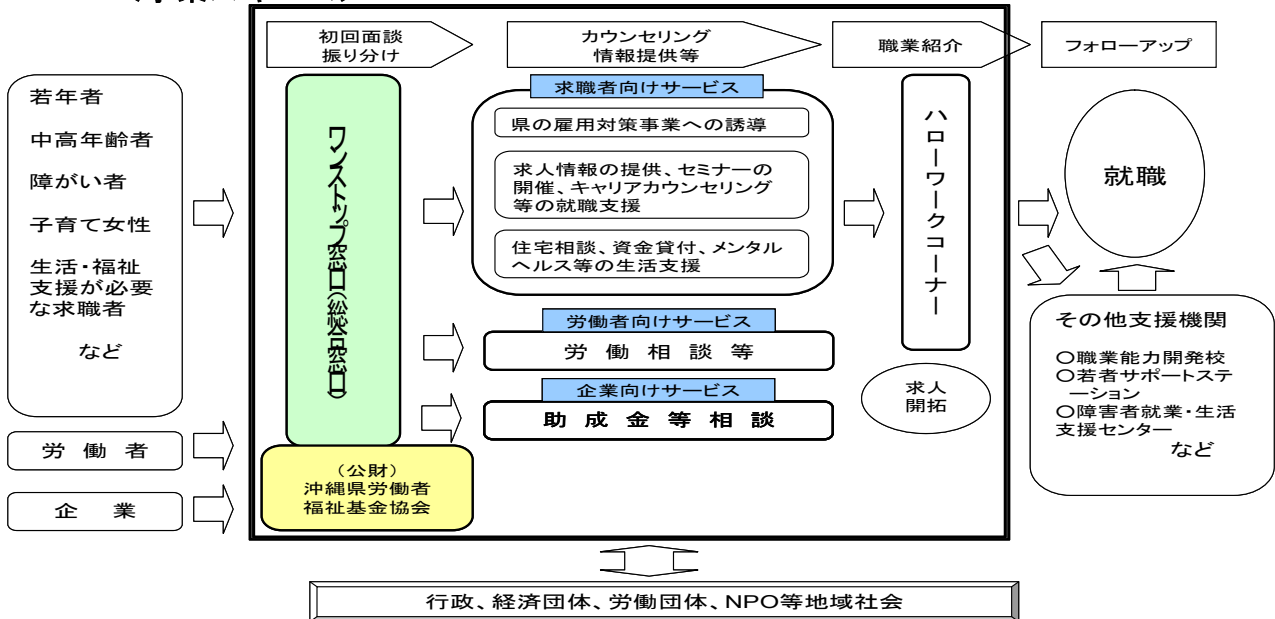 初回面談
振り分け
カウンセリング
情報提供等
職業紹介
フォローアップ
若年者
中高年齢者
障がい者
子育て女性
生活・福祉
支援が必要
な求職者
など
労働者
企業
ワンストップ窓口(総合窓口)
(公財)
沖縄県労働者
福祉基金協会
求職者向けサービス
県の雇用対策事業への誘導
求人情報の提供、セミナーの
開催、キャリアカウンセリング
等の就職支援
住宅相談、資金貸付、メンタル
ヘルス等の生活支援
労働者向けサービス
労働相談等
企業向けサービス
助成金等相談
ハローワークコーナー
求人
開拓
就職
その他支援機関
○職業能力開発校
○若者サポートステ
ーション
○障害者就業・生活
支援センター
など
行政、経済団体、労働団体、NPO等地域社会